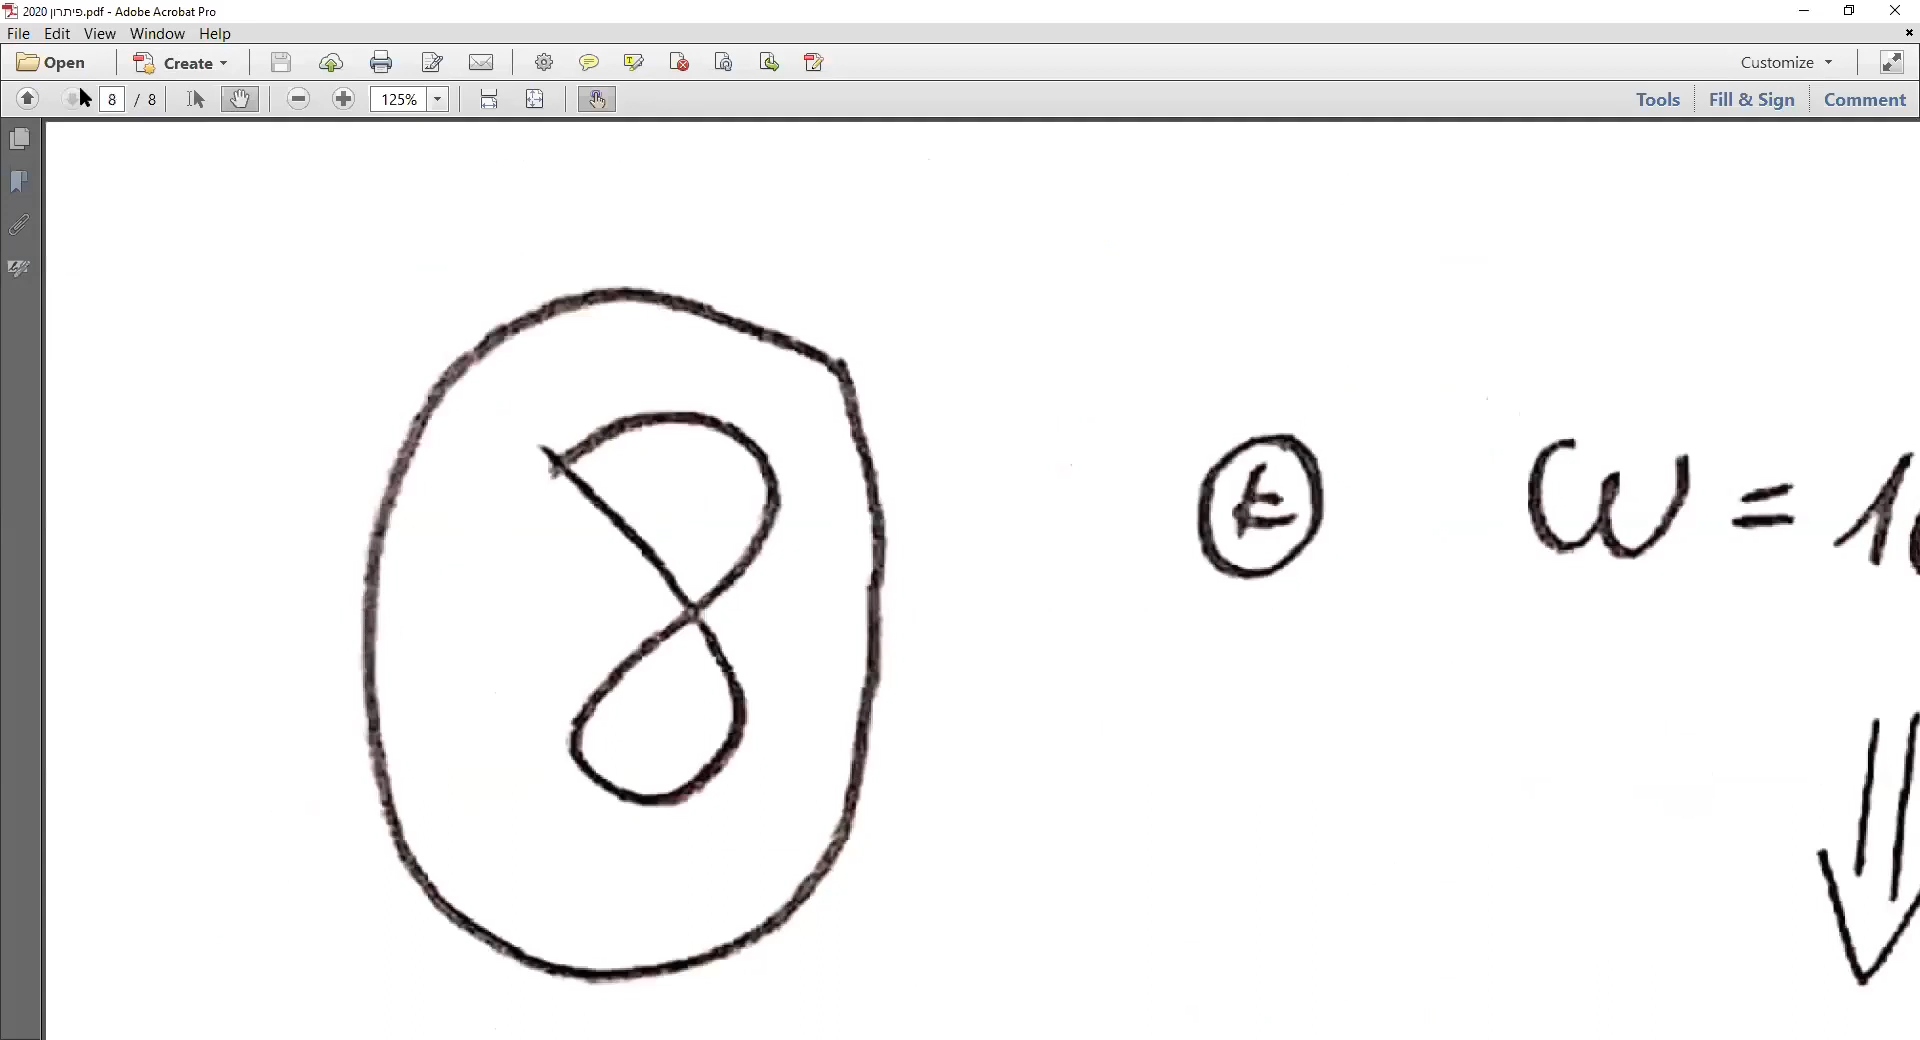 פיתרון 2020.pdf - Adobe Acrobat Pro
File Edit View Window Help
Open Create Customize
8 / 8 125% Tools Fill & Sign Comment
8 t ω = 1